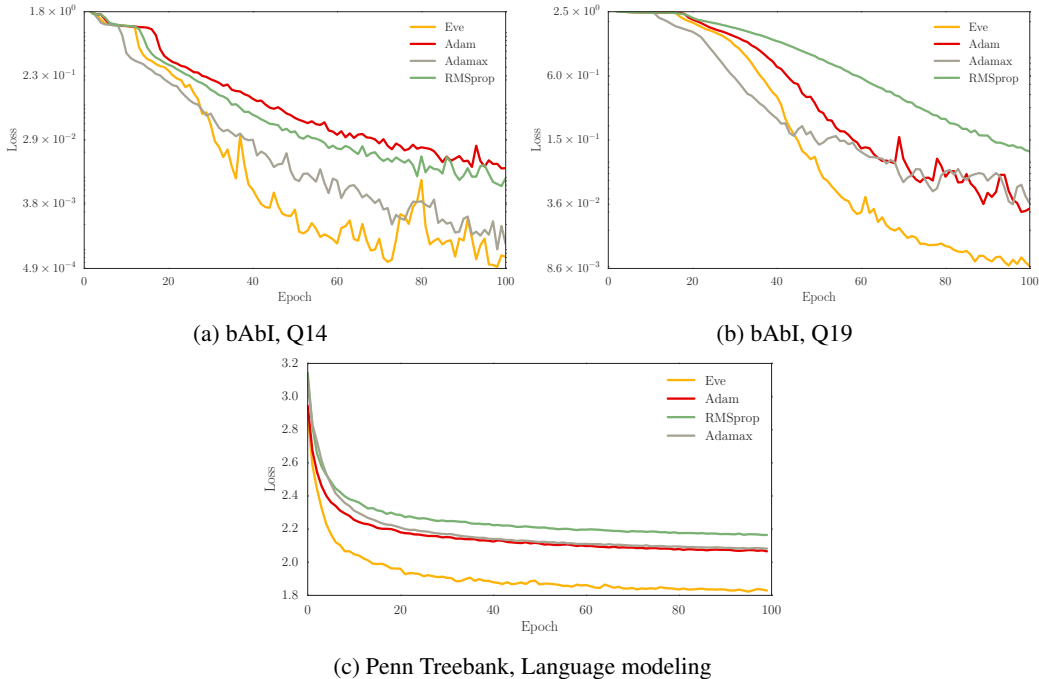 1.8 × 10⁰
2.3 × 10⁻¹
2.9 × 10⁻²
3.8 × 10⁻³
4.9 × 10⁻⁴
Loss
0 20 40 60 80 100
Epoch
Eve
Adam
Adamax
RMSprop
(a) bAbI, Q14
2.5 × 10⁰
6.0 × 10⁻¹
1.5 × 10⁻¹
3.6 × 10⁻²
8.6 × 10⁻³
Loss
0 20 40 60 80 100
Epoch
Eve
Adam
Adamax
RMSprop
(b) bAbI, Q19
3.2
3.0
2.8
2.6
2.4
2.2
2.0
1.8
Loss
0 20 40 60 80 100
Epoch
Eve
Adam
RMSprop
Adamax
(c) Penn Treebank, Language modeling